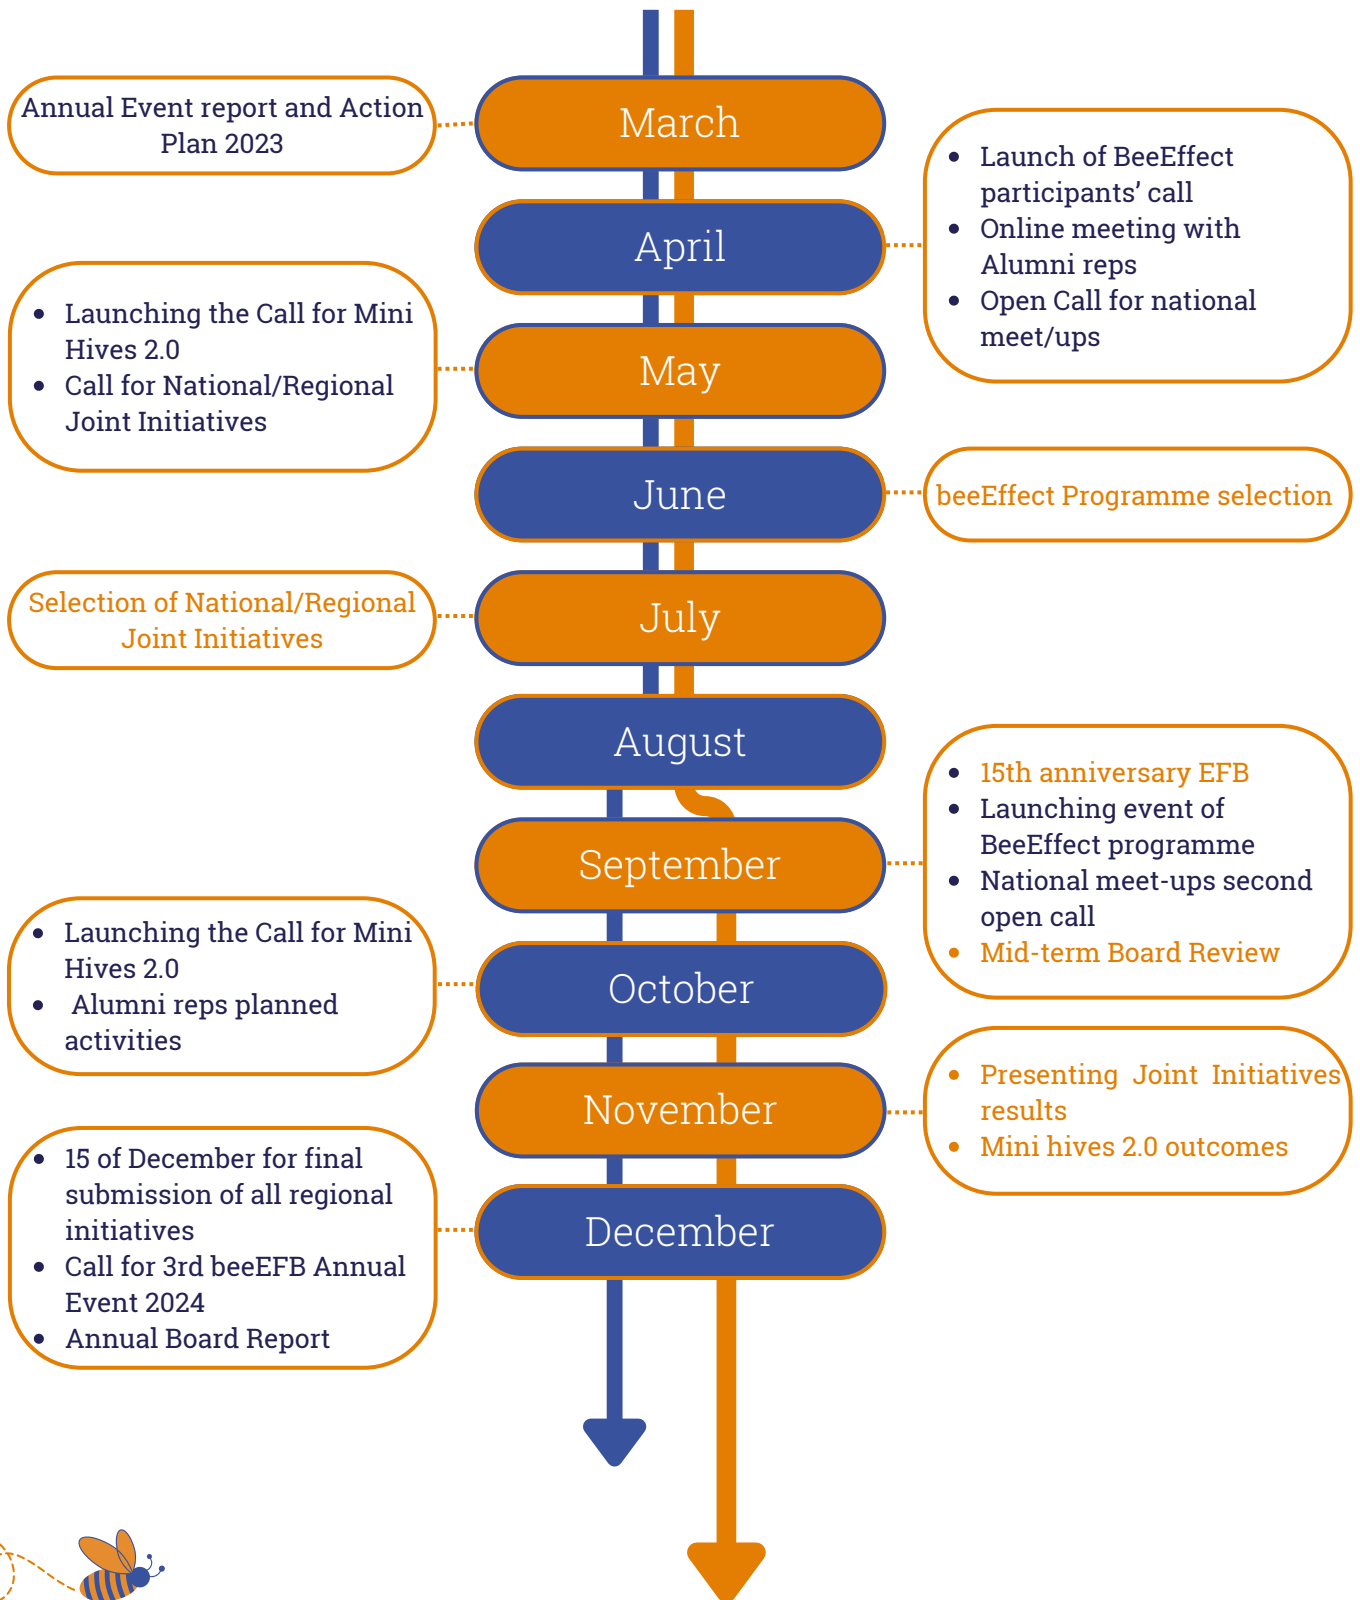 March
Annual Event report and Action
Plan 2023
April
• Launch of BeeEffect
participants’ call
• Online meeting with
Alumni reps
• Open Call for national
meet/ups
May
• Launching the Call for Mini
Hives 2.0
• Call for National/Regional
Joint Initiatives
June
beeEffect Programme selection
July
Selection of National/Regional
Joint Initiatives
August
September
• 15th anniversary EFB
• Launching event of
BeeEffect programme
• National meet-ups second
open call
• Mid-term Board Review
October
• Launching the Call for Mini
Hives 2.0
• Alumni reps planned
activities
November
• Presenting Joint Initiatives
results
• Mini hives 2.0 outcomes
December
• 15 of December for final
submission of all regional
initiatives
• Call for 3rd beeEFB Annual
Event 2024
• Annual Board Report